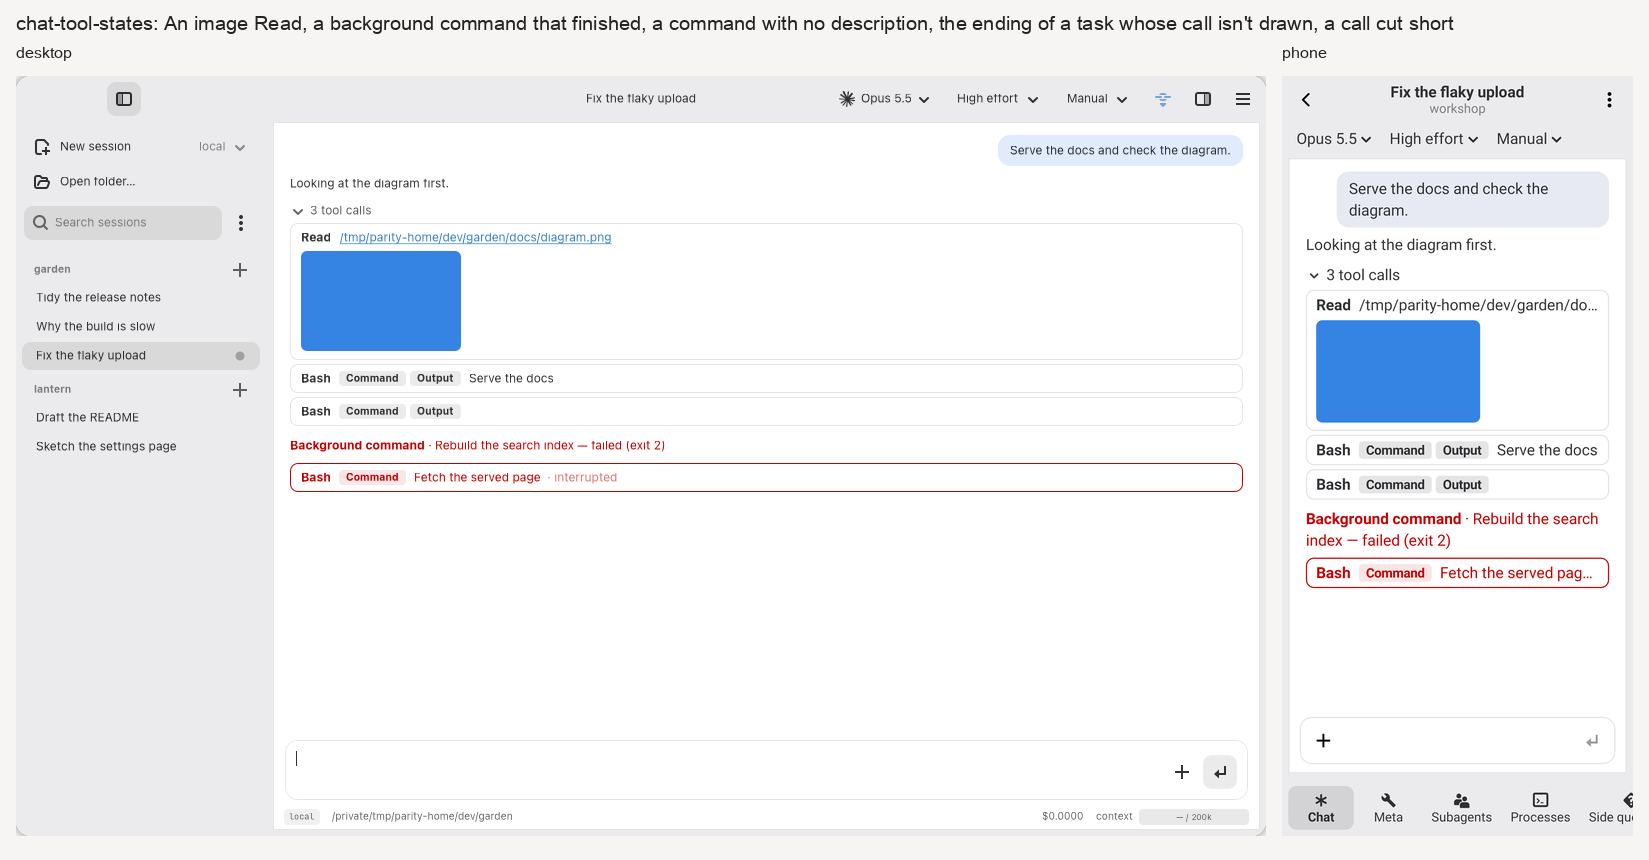 chat-tool-states: An image Read, a background command that finished, a command with no description, the ending of a task whose call isn't drawn, a call cut short
desktop
Fix the flaky upload
Opus 5.5
High effort
Manual
New session
local
Open folder...
Search sessions
garden
Tidy the release notes
Why the build is slow
Fix the flaky upload
lantern
Draft the README
Sketch the settings page
Serve the docs and check the diagram.
Looking at the diagram first.
3 tool calls
Read /tmp/parity-home/dev/garden/docs/diagram.png
Bash Command Output Serve the docs
Bash Command Output
Background command · Rebuild the search index — failed (exit 2)
Bash Command Fetch the served page · interrupted
local /private/tmp/parity-home/dev/garden
$0.0000 context — / 200k
phone
Fix the flaky upload
workshop
Opus 5.5 High effort Manual
Serve the docs and check the
diagram.
Looking at the diagram first.
3 tool calls
Read /tmp/parity-home/dev/garden/do...
Bash Command Output Serve the docs
Bash Command Output
Background command · Rebuild the search
index — failed (exit 2)
Bash Command Fetch the served pag...
Chat Meta Subagents Processes Side qu